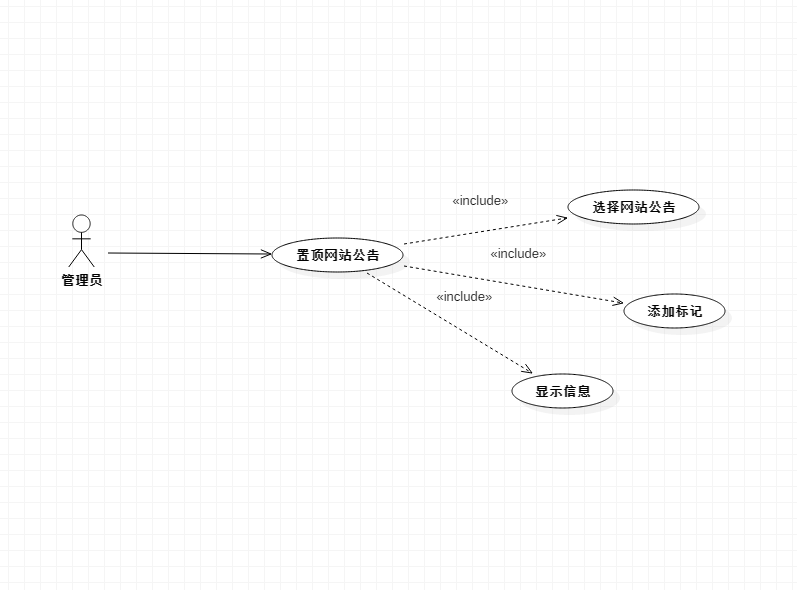 «include»
选择网站公告
管理员
置顶网站公告
«include»
«include»
添加标记
显示信息